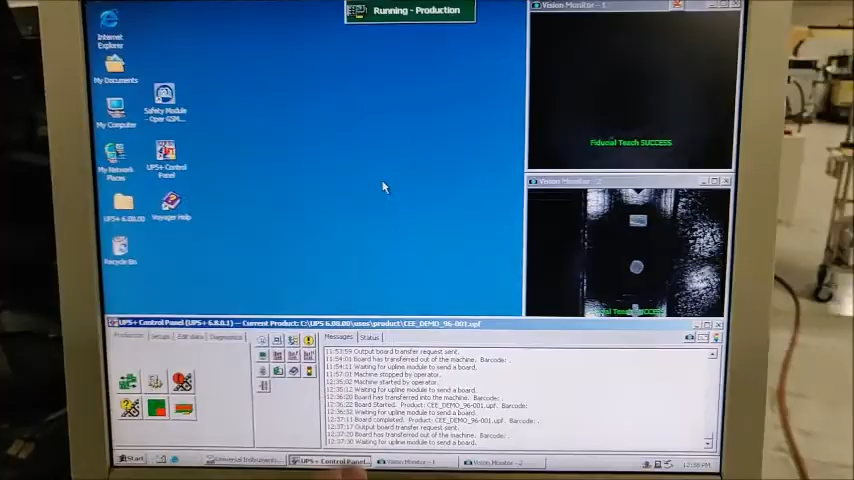 Running - Production
Vision Monitor - 1
Internet
Explorer
My Documents
Safety Module
- Oper GSM...
My Computer
UPS+ Control
Panel
My Network
Places
UPS+ 6.08.00
Voyager Help
Recycle Bin
Fiducial Teach SUCCESS
Vision Monitor - 2
UPS+ Control Panel (UPS+ 6.8.0.1) -- Current Product: C:\UPS 6.08.00\usos\product\CEE_DEMO_96-001.upf
Production
Setups
Edit data
Diagnostics
Messages
Status
11:53:59 Output board transfer request sent.
11:54:01 Board has transferred out of the machine. Barcode: .
11:54:11 Waiting for upline module to send a board.
11:57:01 Machine stopped by operator.
12:35:02 Machine started by operator.
12:35:12 Waiting for upline module to send a board.
12:36:20 Board has transferred into the machine. Barcode: .
12:36:22 Board Started. Product: CEE_DEMO_96-001.upf, Barcode:
12:36:32 Waiting for upline module to send a board.
12:37:11 Board completed. Product: CEE_DEMO_96-001.upf, Barcode: .
12:37:17 Output board transfer request sent.
12:37:20 Board has transferred out of the machine. Barcode: .
12:37:30 Waiting for upline module to send a board.
Start
Universal Instruments...
UPS+ Control Panel...
Vision Monitor - 1
Vision Monitor - 2
12:38 PM